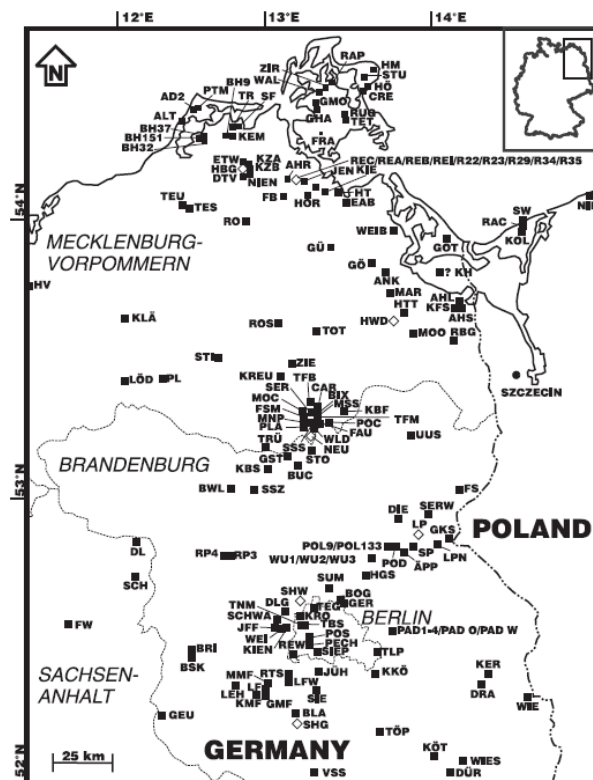 12°E
13°E
14°E
N
RAP
ZIR
HM
WAL
STU
BH9
PTM
TR
SF
AD2
HÖ
GMO
CRE
ALT
GHA
RUG
BH37
KEM
TET
BH151
FRA
BH32
KZA
AHR
REC/REA/REB/REI/R22/R23/R29/R34/R35
ETW
KZB
JEN
KIE
HBG
DTV
NIEN
FHT
54°N
TEU
FB
HOR
EAB
TES
SW
RO
WEIB
RAC
KOL
MECKLENBURG-
GÜ
GOT
VORPOMMERN
GÖ
ANK
? KH
HV
MAR
AHL
HTT
KFS
KLÄ
ROS
HWD
AHS
TOT
MOO
RBG
STI
ZIE
LÖD
PL
KREU
TFB
SZCZECIN
SER
CAR
MOC
BIX
MSS
FSM
KBF
MNP
TFM
PLA
POC
FAU
TRÜ
WLD
UUS
SSS
NEU
BRANDENBURG
GST
STO
KBS
BUC
53°N
BWL
SSZ
FS
DIE
SERW
LP
GKS
POLAND
DL
RP4
RP3
POL9/POL133
SP
LPN
WU1/WU2/WU3
POD
ÄPP
SCH
HGS
SUM
SHW
BOG
DLG
TEG
GER
TNM
KRO
BERLIN
FW
SCHWA
TBS
JFF
POS
PAD1-4/PAD O/PAD W
WEI
PECH
BRI
KIEN
REW
SIEP
TLP
BSK
SACHSEN-
ANHALT
MMF
RTS
JÜH
KKÖ
KER
LEH
LF
LFW
DRA
KMF
GMF
SIE
WIE
GEU
BLA
SHG
TÖP
25 km
GERMANY
KÖT
WIES
52°N
VSS
DÜR